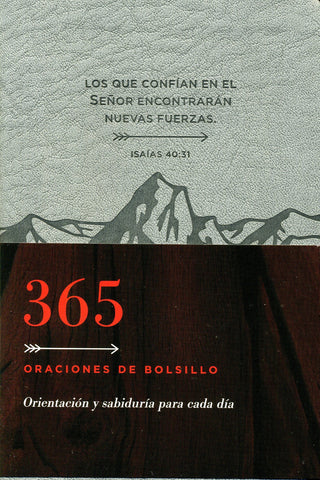 LOS QUE CONFÍAN EN EL
SEÑOR ENCONTRARÁN
NUEVAS FUERZAS.
ISAÍAS 40:31
365
ORACIONES DE BOLSILLO
Orientación y sabiduría para cada día